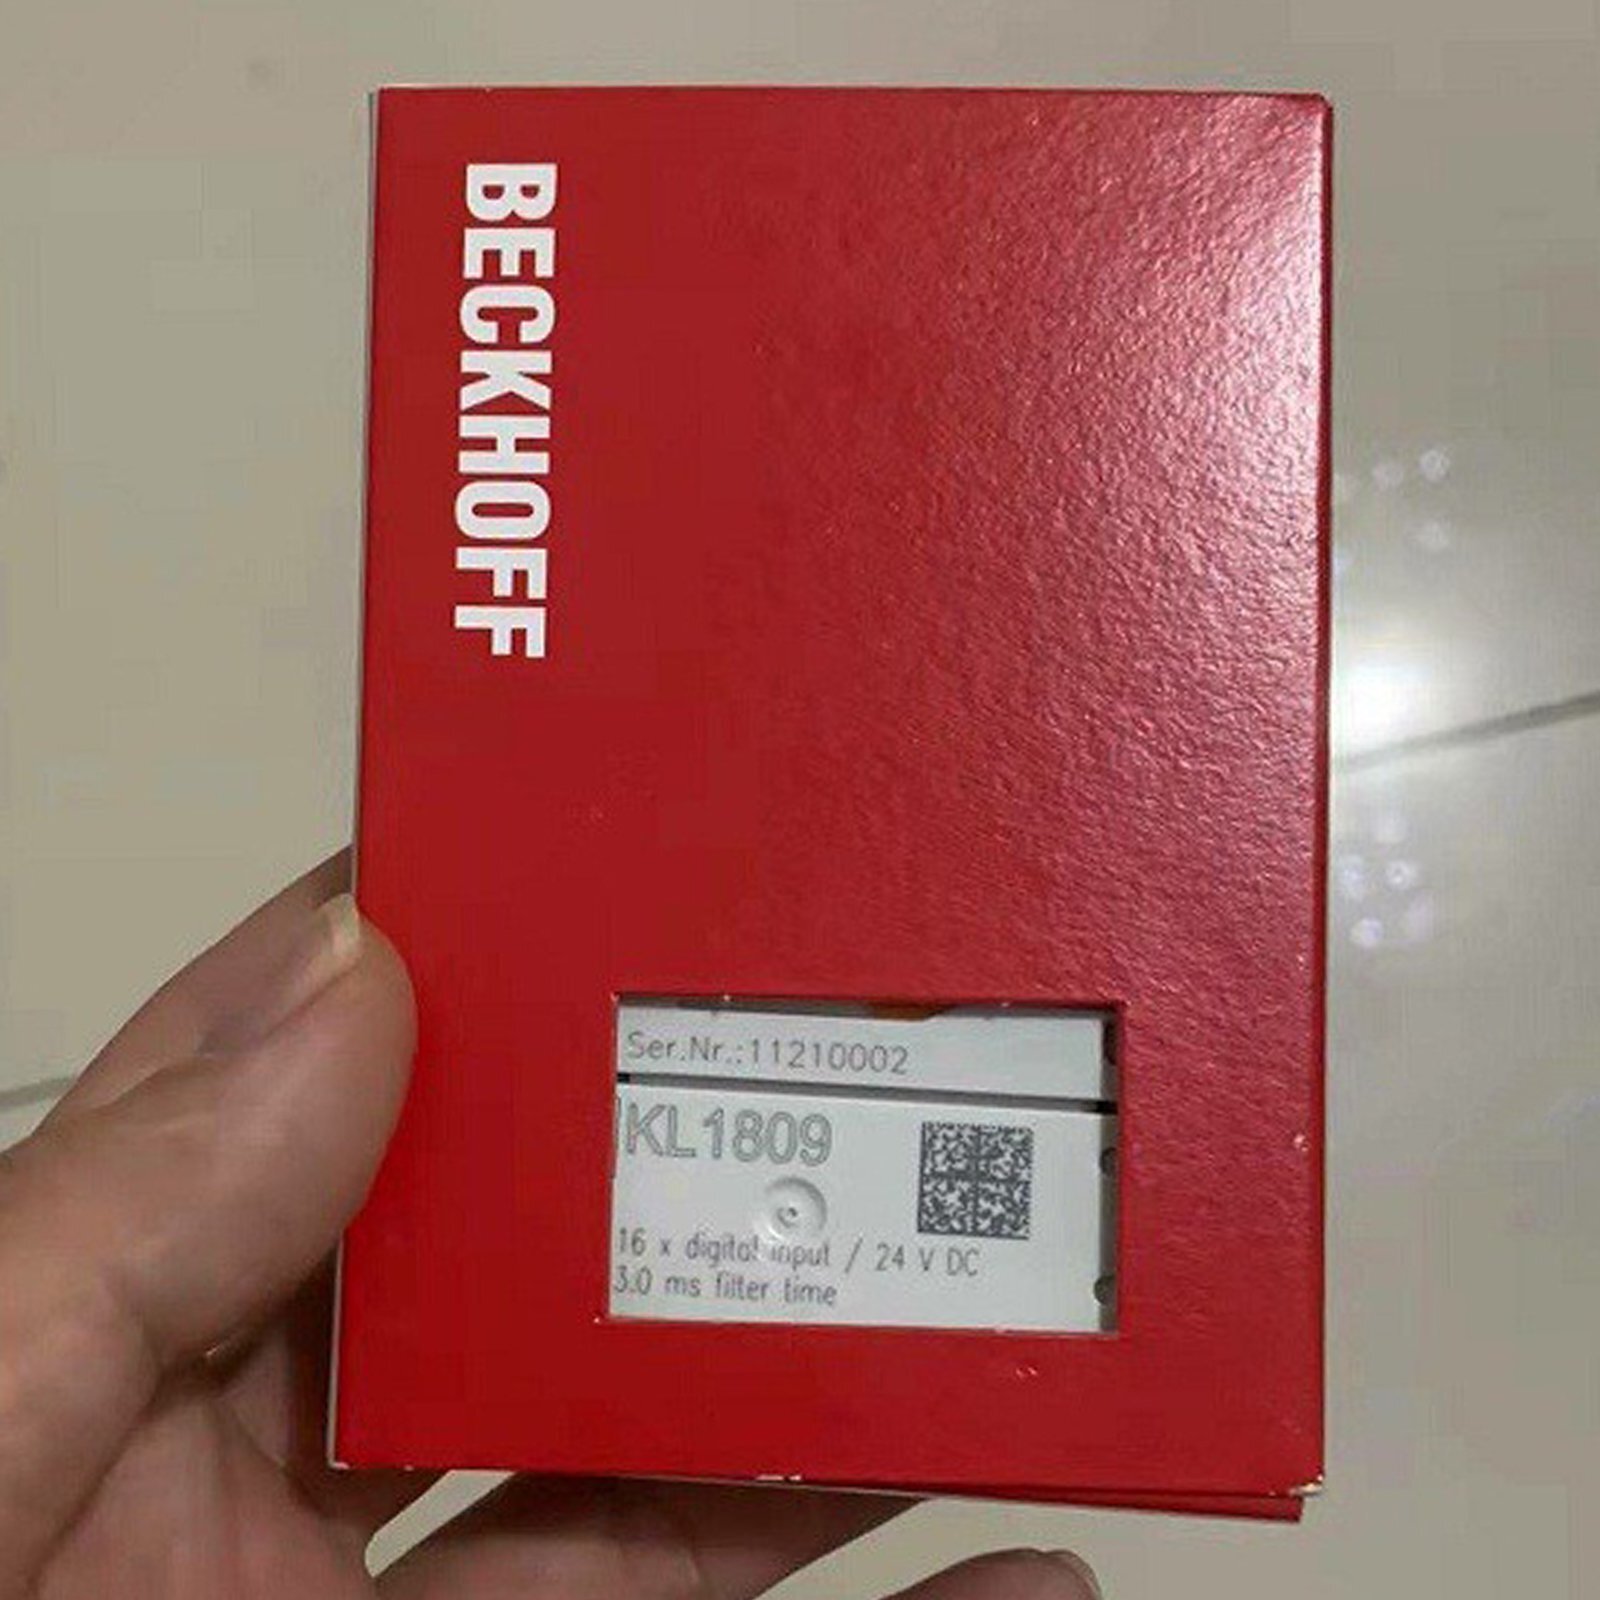 BECKHOFF
Ser.Nr.:11210002
KL1809
16 x digital input / 24 V DC
3.0 ms filter time